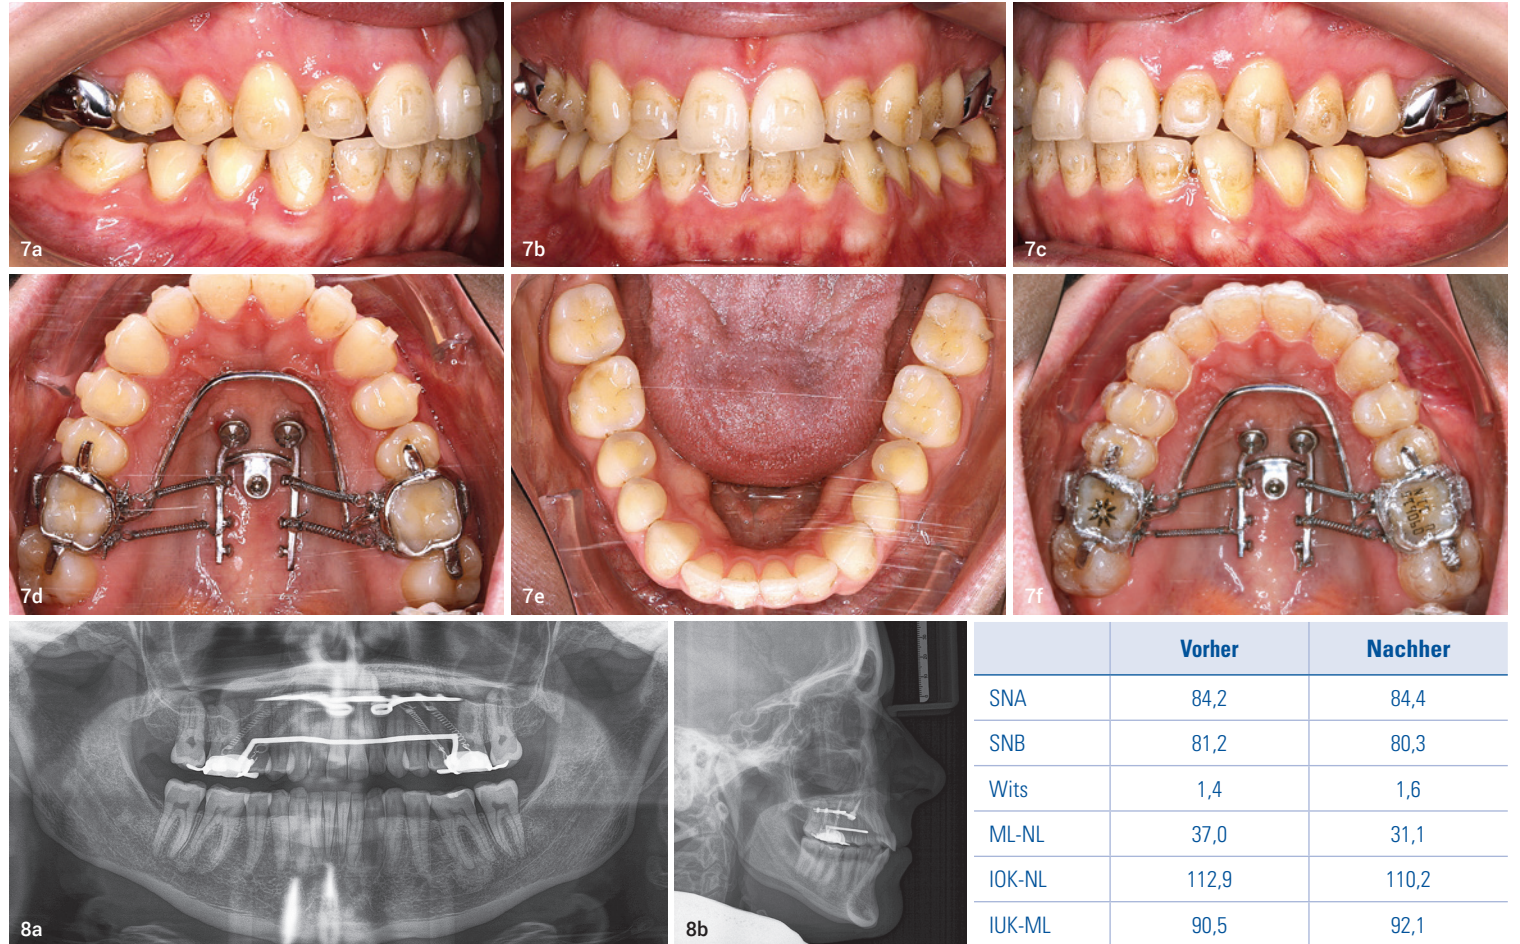 7a
7b
7c
7d
7e
7f
8a
8b
Vorher Nachher
SNA 84,2 84,4
SNB 81,2 80,3
Wits 1,4 1,6
ML-NL 37,0 31,1
IOK-NL 112,9 110,2
IUK-ML 90,5 92,1